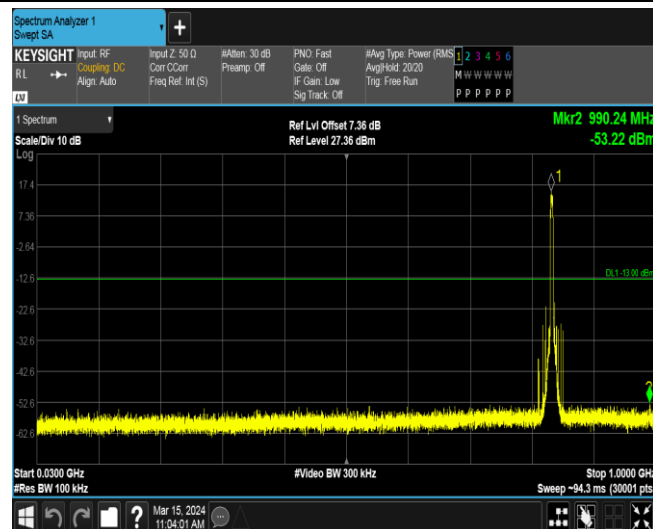 Spectrum Analyzer 1
Swept SA
+
KEYSIGHT
RL
LXI
Input: RF
Coupling: DC
Align: Auto
Input Z: 50 Ω
Corr CCorr
Freq Ref: Int (S)
#Atten: 30 dB
Preamp: Off
PNO: Fast
Gate: Off
IF Gain: Low
Sig Track: Off
#Avg Type: Power (RMS
Avg|Hold: 20/20
Trig: Free Run
1 2 3 4 5 6
M W W W W W
P P P P P P
1 Spectrum
Scale/Div 10 dB
Ref Lvl Offset 7.36 dB
Ref Level 27.36 dBm
Mkr2 990.24 MHz
-53.22 dBm
Log
17.4
7.36
-2.64
-12.6
-22.6
-32.6
-42.6
-52.6
-62.6
1
DL1 -13.00 dBm
2
Start 0.0300 GHz
#Res BW 100 kHz
#Video BW 300 kHz
Stop 1.0000 GHz
Sweep ~94.3 ms (30001 pts
?
Mar 15, 2024
11:04:01 AM